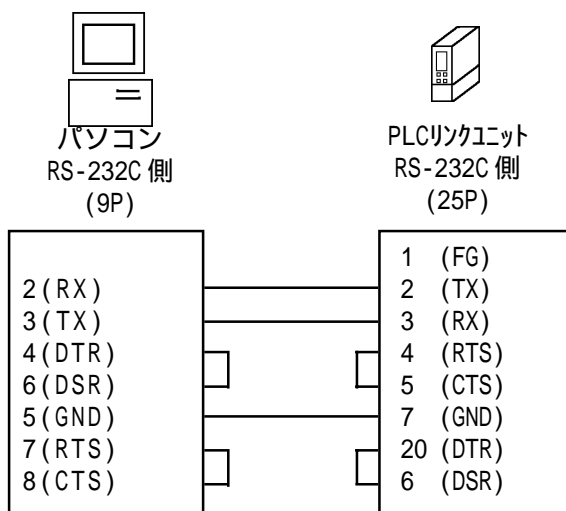 パソコン
RS-232C 側
(9P)
PLCリンクユニット
RS-232C 側
(25P)
2(RX)
3(TX)
4(DTR)
6(DSR)
5(GND)
7(RTS)
8(CTS)
1 (FG)
2 (TX)
3 (RX)
4 (RTS)
5 (CTS)
7 (GND)
20 (DTR)
6 (DSR)